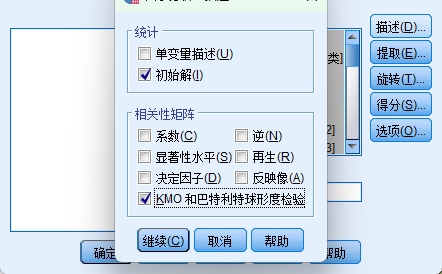 统计
单变量描述(U)
初始解(I)
相关性矩阵
系数(C) 逆(N)
显著性水平(S) 再生(R)
决定因子(D) 反映像(A)
KMO 和巴特利特球形度检验
继续(C) 取消 帮助
描述(D)...
提取(E)...
旋转(T)...
得分(S)...
选项(O)...
类]
2]
3]
确定 帮助